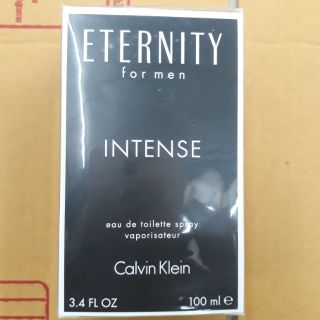 ETERNITY
for men
INTENSE
eau de toilette spray
vaporisateur
Calvin Klein
3.4 FL OZ 100 ml e